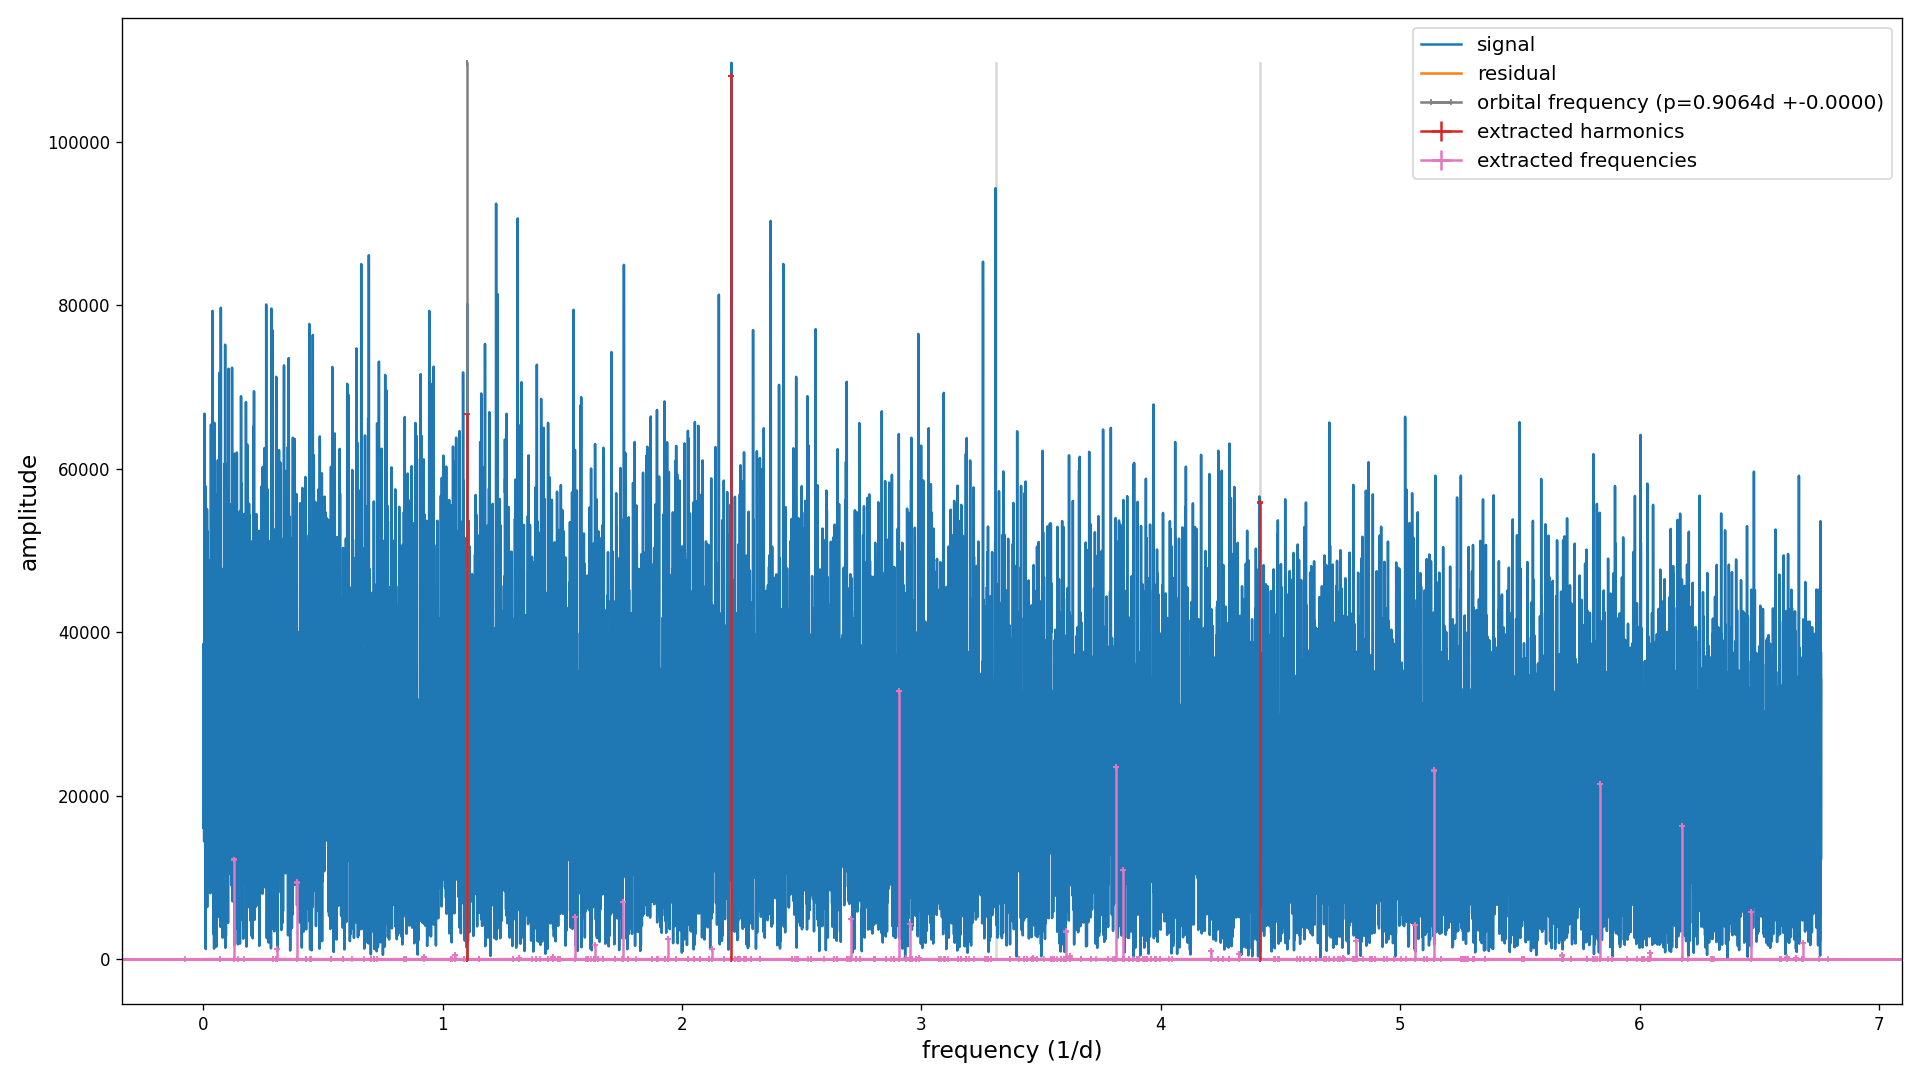 signal
residual
orbital frequency (p=0.9064d +-0.0000)
extracted harmonics
extracted frequencies
100000
80000
60000
40000
20000
0
amplitude
0 1 2 3 4 5 6 7
frequency (1/d)